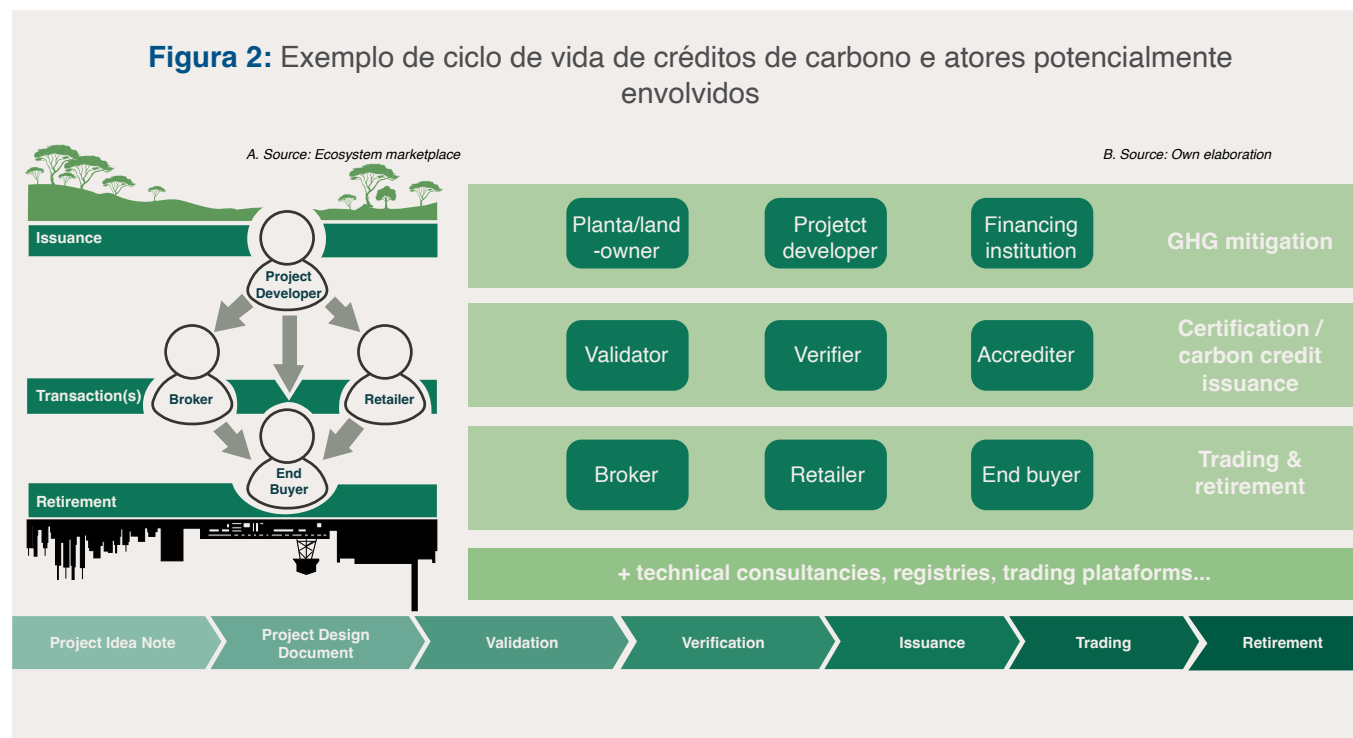 Figura 2: Exemplo de ciclo de vida de créditos de carbono e atores potencialmente
envolvidos
A. Source: Ecosystem marketplace
B. Source: Own elaboration
Issuance
Project
Developer
Transaction(s)
Broker
Retailer
End
Buyer
Retirement
Planta/land
-owner
Projetct
developer
Financing
institution
GHG mitigation
Validator
Verifier
Accrediter
Certification /
carbon credit
issuance
Broker
Retailer
End buyer
Trading &
retirement
+ technical consultancies, registries, trading plataforms...
Project Idea Note
Project Design
Document
Validation
Verification
Issuance
Trading
Retirement